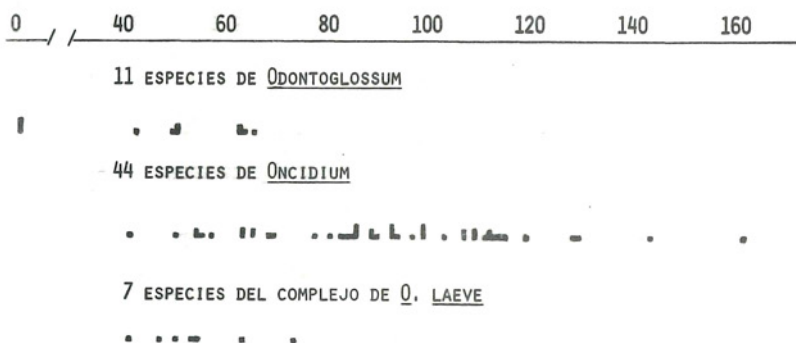 0 40 60 80 100 120 140 160
11 ESPECIES DE ODONTOGLOSSUM
44 ESPECIES DE ONCIDIUM
7 ESPECIES DEL COMPLEJO DE O. LAEVE